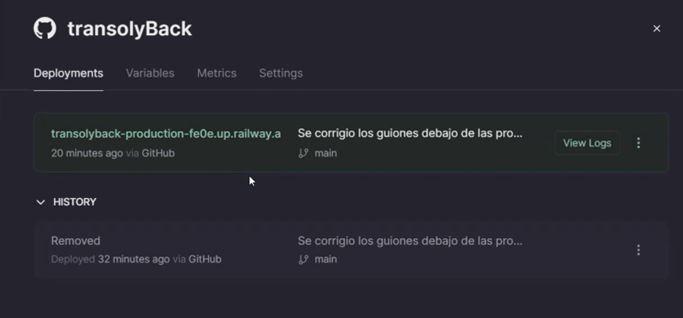 transolyBack
Deployments Variables Metrics Settings
transolyback-production-fe0e.up.railway.a Se corrigio los guiones debajo de las pro... View Logs
20 minutes ago via GitHub main
HISTORY
Removed Se corrigio los guiones debajo de las pro...
Deployed 32 minutes ago via GitHub main